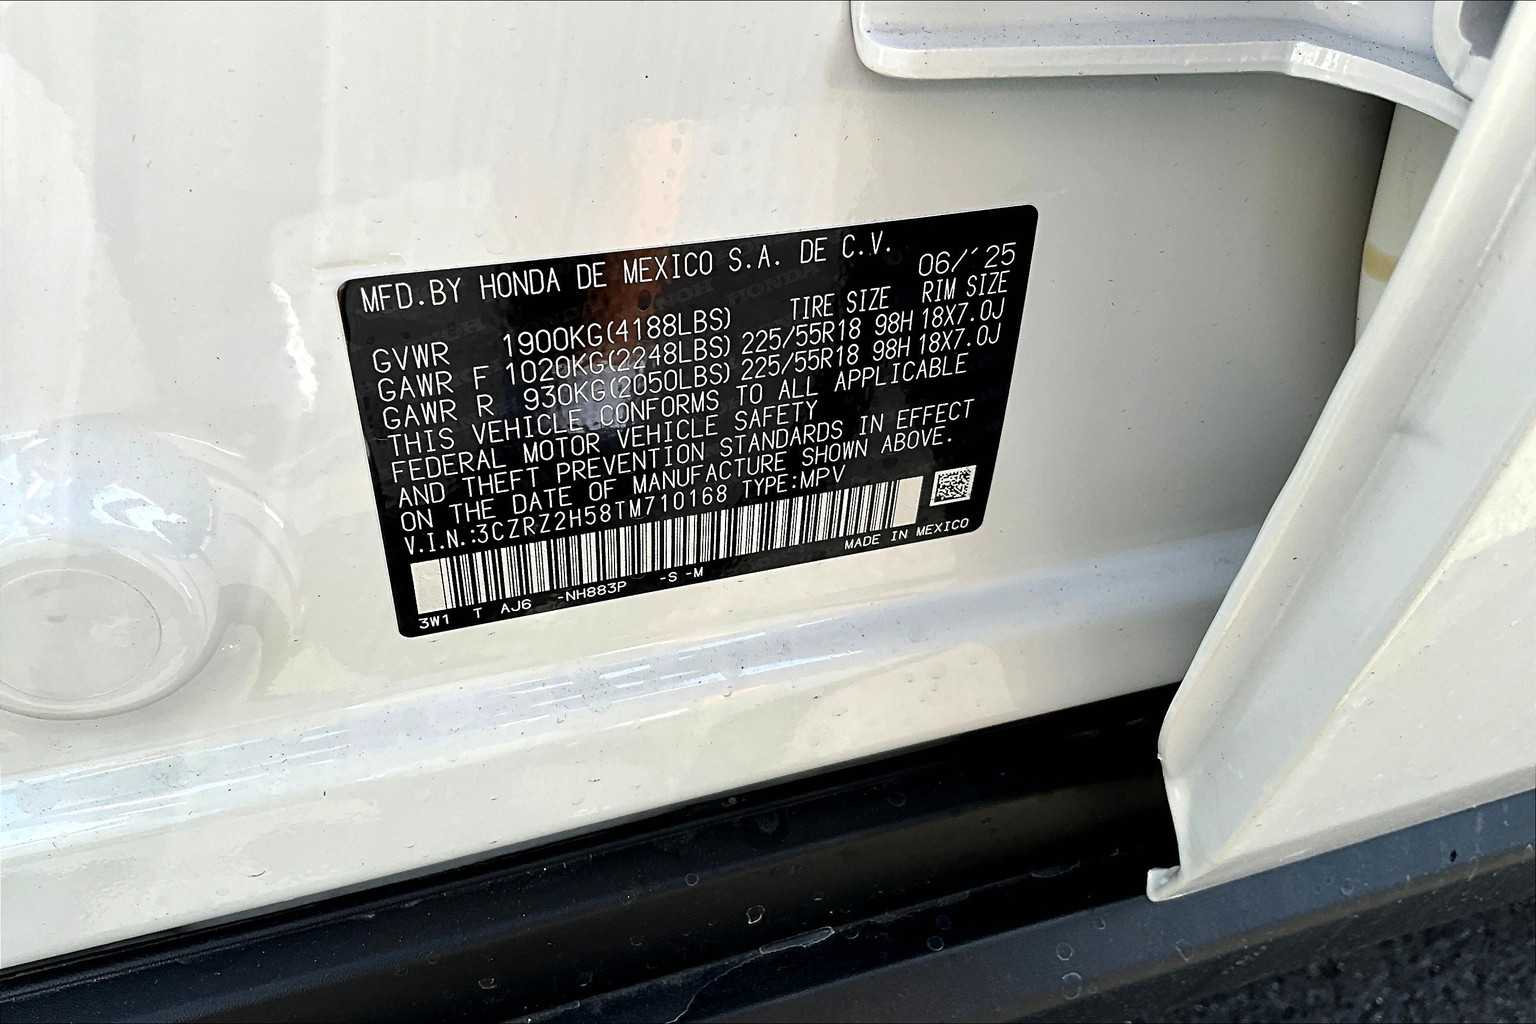 MFD.BY HONDA DE MEXICO S.A. DE C.V.
06/´25
TIRE SIZE RIM SIZE
GVWR 1900KG(4188LBS)
GAWR F 1020KG(2248LBS) 225/55R18 98H 18X7.0J
GAWR R 930KG(2050LBS) 225/55R18 98H 18X7.0J
THIS VEHICLE CONFORMS TO ALL APPLICABLE
FEDERAL MOTOR VEHICLE SAFETY
AND THEFT PREVENTION STANDARDS IN EFFECT
ON THE DATE OF MANUFACTURE SHOWN ABOVE.
V.I.N.:3CZRZ2H58TM710168 TYPE:MPV
MADE IN MEXICO
3W1 T AJ6 -NH883P -S -M